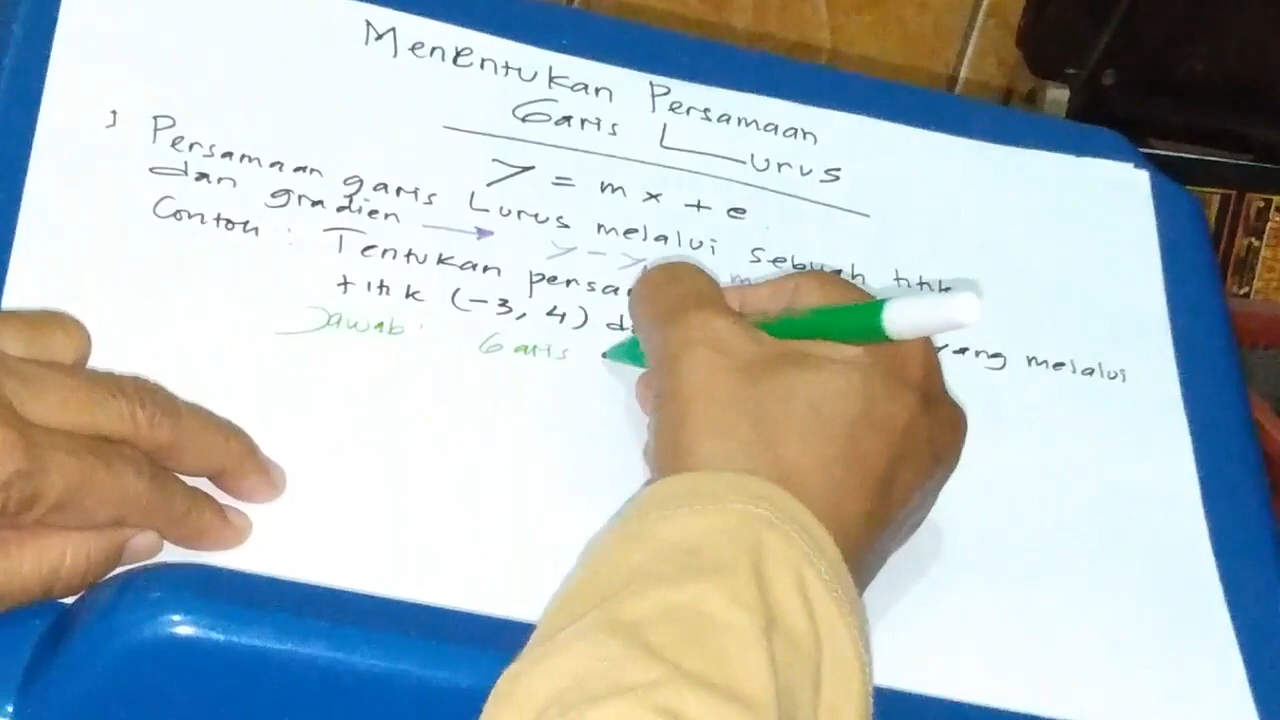 Menentukan Persamaan
Garis Lurus
y = mx + c
1 Persamaan garis Lurus melalui sebuah titik
dan gradien → y - y m
Contoh : Tentukan persa yang melalui
titik (-3, 4) d
Jawab : Garis